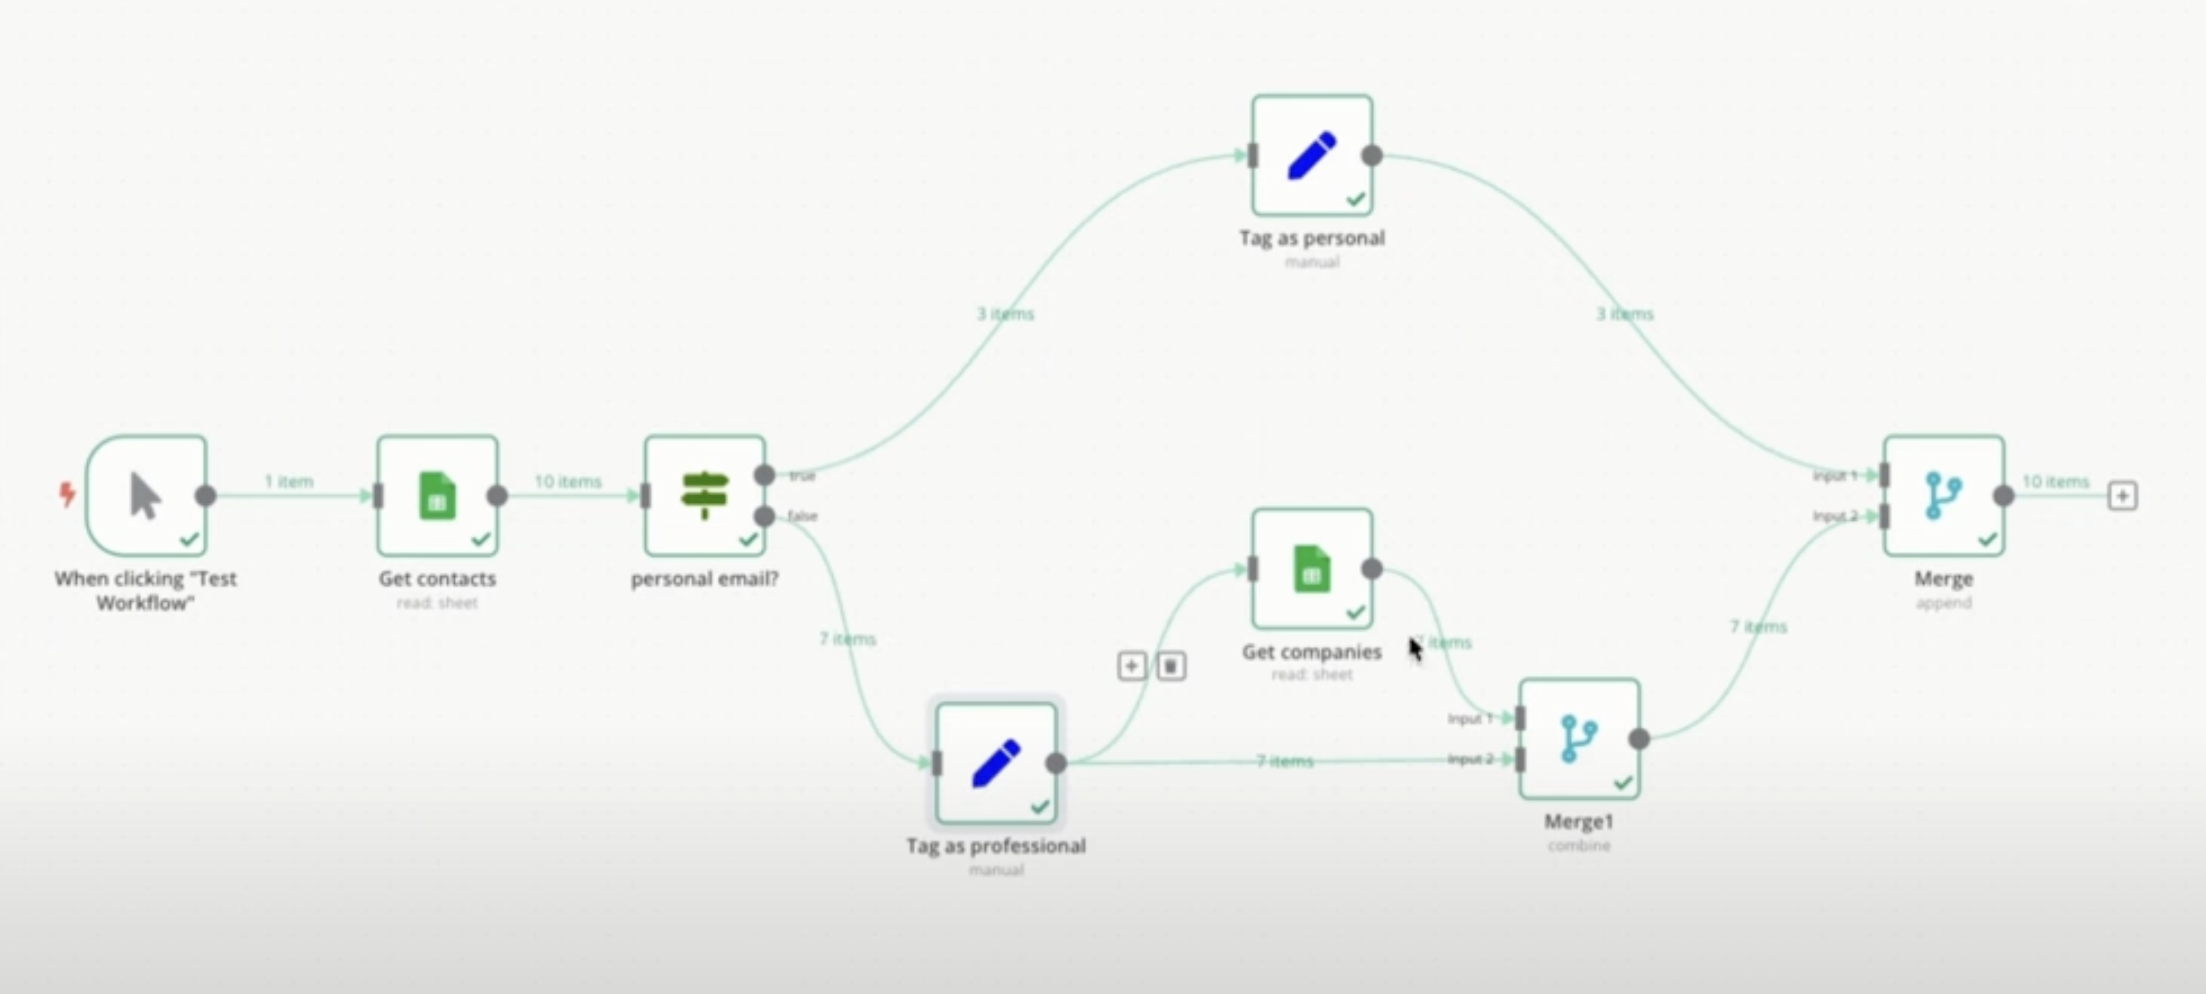 Tag as personal
manual
3 items
3 items
1 item
10 items
true
false
Input 1
Input 2
10 items
When clicking "Test
Workflow"
Get contacts
read: sheet
personal email?
Merge
append
7 items
7 items
Get companies
read: sheet
items
Input 1
7 items
Input 2
Tag as professional
manual
Merge1
combine